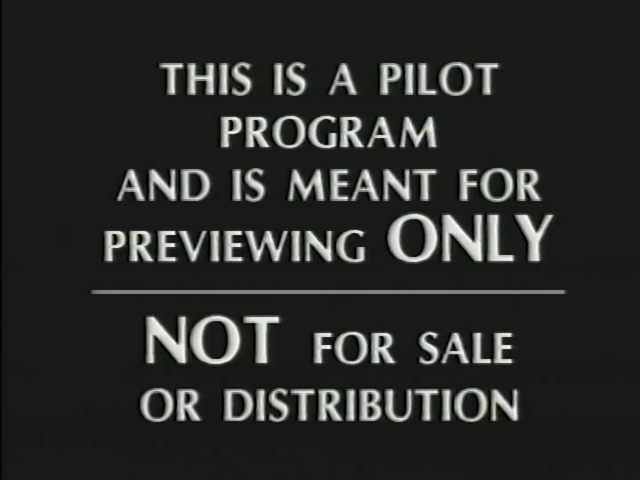 THIS IS A PILOT
PROGRAM
AND IS MEANT FOR
PREVIEWING ONLY
NOT FOR SALE
OR DISTRIBUTION